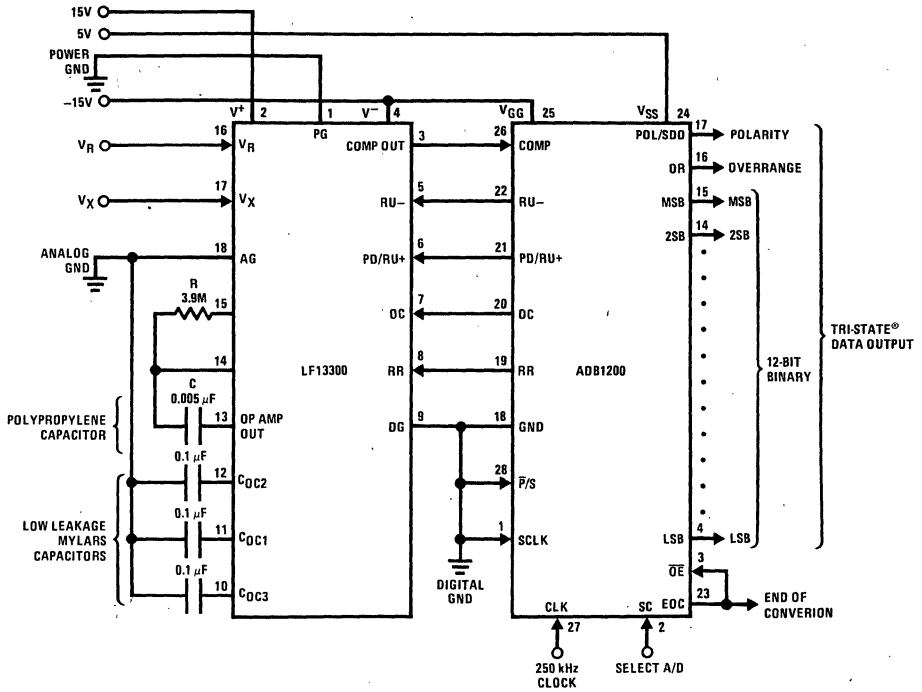 15V
5V
POWER
GND
–15V
V+ 2
1
V– 4
VGG 25
VSS 24
PG
16 VR
VR
COMP OUT 3
26 COMP
POL/SDO 17 POLARITY
OR 16 OVERRANGE
17 VX
VX
RU– 5
22 RU–
MSB 15 MSB
2SB 14 2SB
ANALOG
GND
18 AG
PD/RU+ 6
21 PD/RU+
R
3.9M
15
OC 7
20 OC
TRI-STATE®
DATA OUTPUT
14
LF13300
RR 8
19 RR
ADB1200
12-BIT
BINARY
C
0.005 µF
POLYPROPYLENE
CAPACITOR
13 OP AMP
OUT
DG 9
18 GND
0.1 µF
12 COC2
28 P̅/S
LOW LEAKAGE
MYLARS
CAPACITORS
0.1 µF
11 COC1
1 SCLK
LSB 4 LSB
0.1 µF
10 COC3
DIGITAL
GND
O̅E̅ 3
EOC 23
END OF
CONVERION
CLK
27
SC
2
250 kHz
CLOCK
SELECT A/D